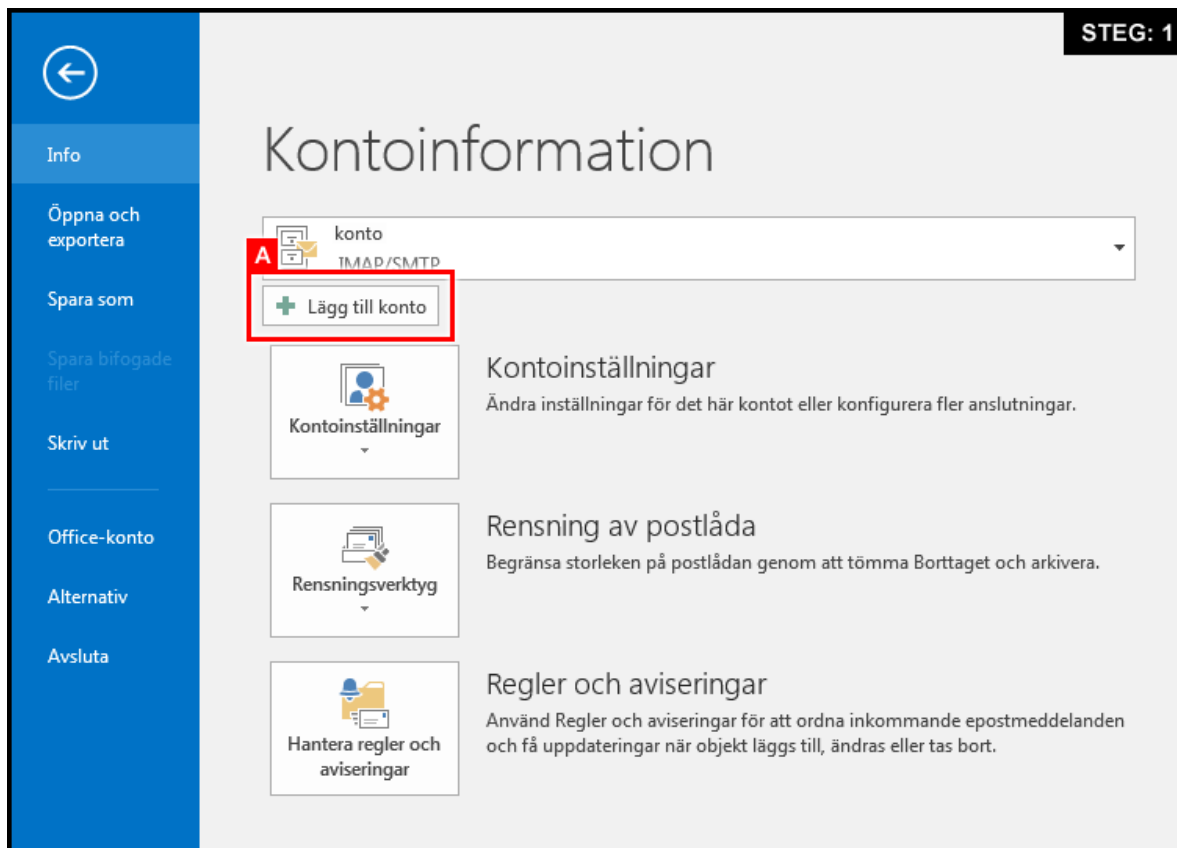 STEG: 1
Info
Öppna och
exportera
Spara som
Spara bifogade
filer
Skriv ut
Office-konto
Alternativ
Avsluta
Kontoinformation
konto
IMAP/SMTP
A
Lägg till konto
Kontoinställningar
Kontoinställningar
Ändra inställningar för det här kontot eller konfigurera fler anslutningar.
Rensningsverktyg
Rensning av postlåda
Begränsa storleken på postlådan genom att tömma Borttaget och arkivera.
Hantera regler och
aviseringar
Regler och aviseringar
Använd Regler och aviseringar för att ordna inkommande epostmeddelanden
och få uppdateringar när objekt läggs till, ändras eller tas bort.